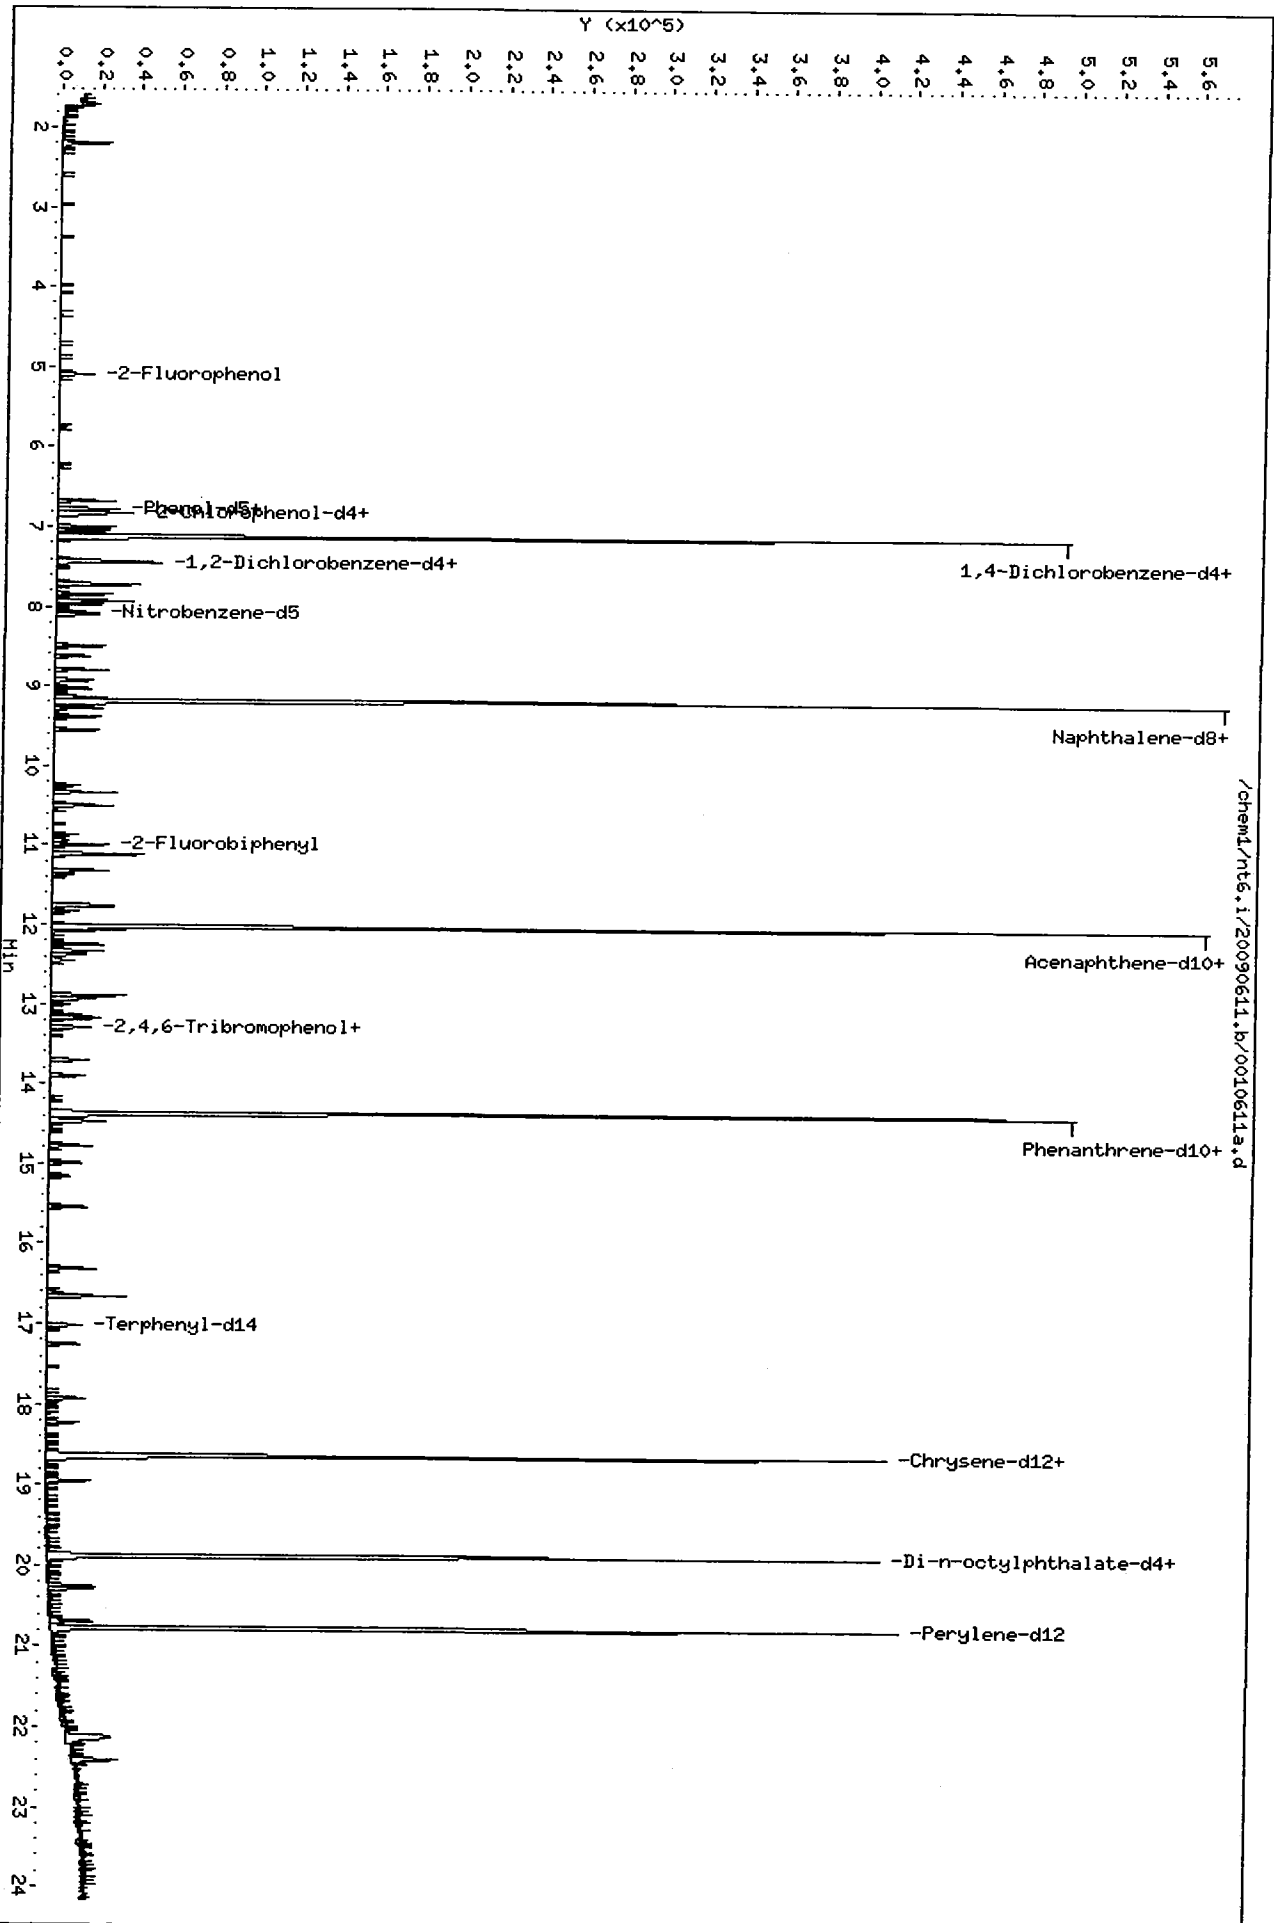 /chem1/nt6.i/20090611.b/0010611a.d
Y (x10^5)
5.6
5.4
5.2
5.0
4.8
4.6
4.4
4.2
4.0
3.8
3.6
3.4
3.2
3.0
2.8
2.6
2.4
2.2
2.0
1.8
1.6
1.4
1.2
1.0
0.8
0.6
0.4
0.2
0.0
-2-Fluorophenol
-Phenol-d5+
-2-Chlorophenol-d4+
1,4-Dichlorobenzene-d4+
-1,2-Dichlorobenzene-d4+
-Nitrobenzene-d5
Naphthalene-d8+
-2-Fluorobiphenyl
Acenaphthene-d10+
-2,4,6-Tribromophenol+
Phenanthrene-d10+
-Terphenyl-d14
-Chrysene-d12+
-Di-n-octylphthalate-d4+
-Perylene-d12
2 3 4 5 6 7 8 9 10 11 12 13 14 15 16 17 18 19 20 21 22 23 24
Min